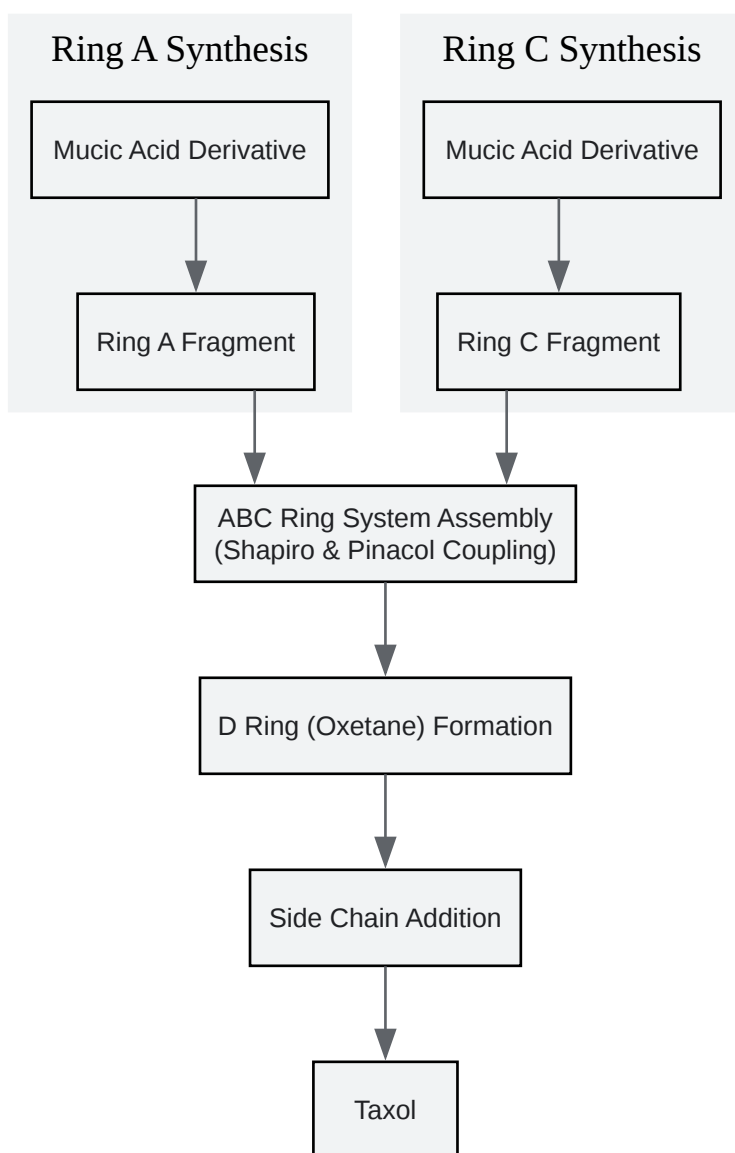 Ring A Synthesis
Ring C Synthesis
Mucic Acid Derivative
Mucic Acid Derivative
Ring A Fragment
Ring C Fragment
ABC Ring System Assembly
(Shapiro & Pinacol Coupling)
D Ring (Oxetane) Formation
Side Chain Addition
Taxol